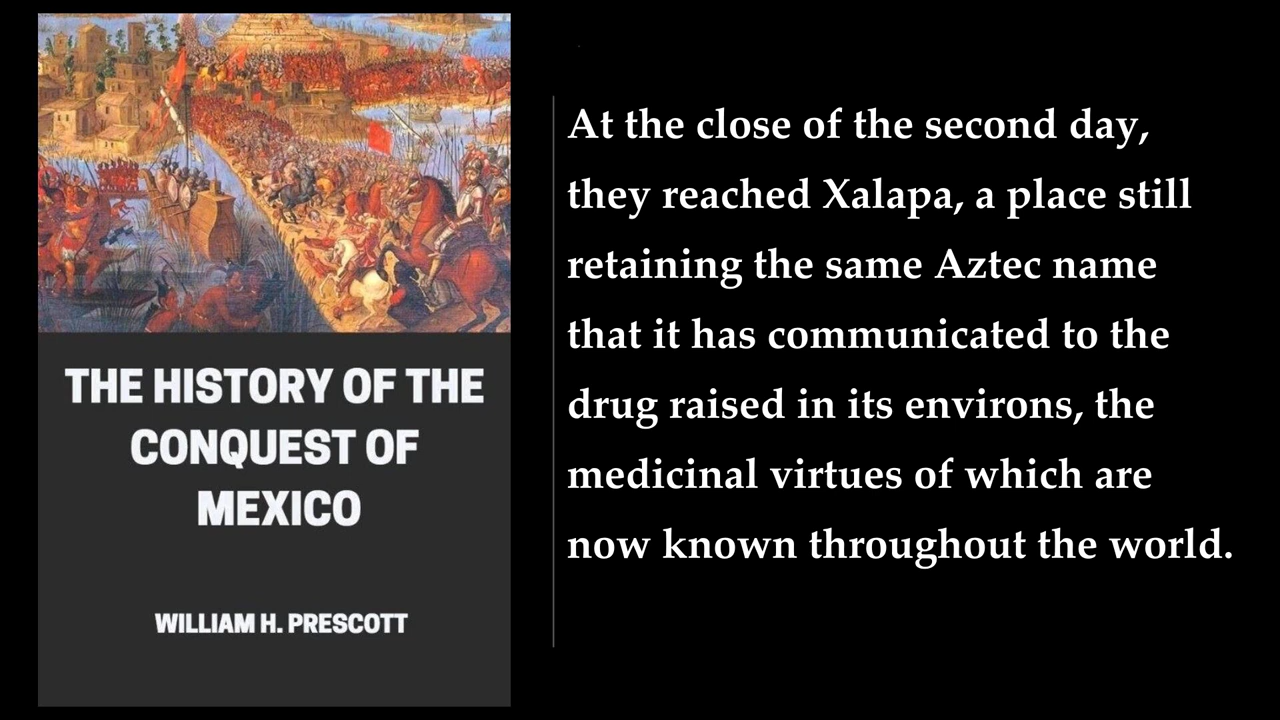 THE HISTORY OF THE
CONQUEST OF
MEXICO
WILLIAM H. PRESCOTT
At the close of the second day,
they reached Xalapa, a place still
retaining the same Aztec name
that it has communicated to the
drug raised in its environs, the
medicinal virtues of which are
now known throughout the world.